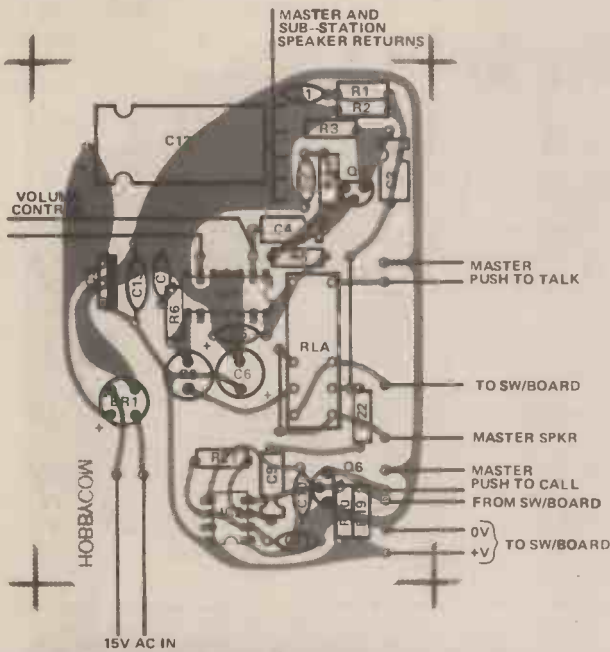 MASTER AND
SUB--STATION
SPEAKER RETURNS
R1
R2
R3
VOLUME
CONTROL
C4
MASTER
PUSH TO TALK
R6
RLA
C6
TO SW/BOARD
BR1
MASTER SPKR
C9
Q6
MASTER
PUSH TO CALL
FROM SW/BOARD
HOBBYCOM
0V
+V
TO SW/BOARD
15V AC IN